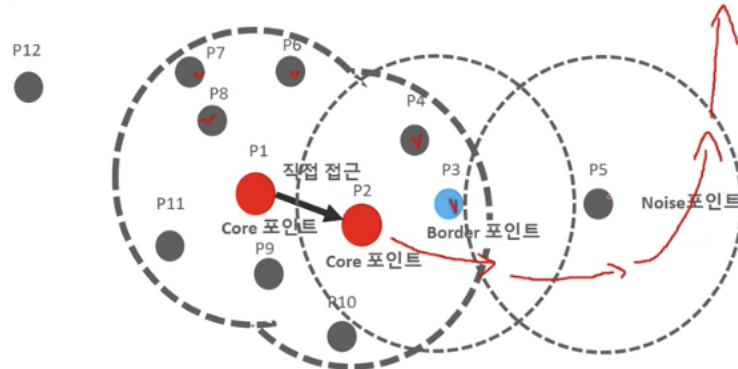 P12
P7
P6
P8
P4
P1
직접 접근
P3
P5
P2
P11
Core 포인트
Noise포인트
Border 포인트
P9
Core 포인트
P10